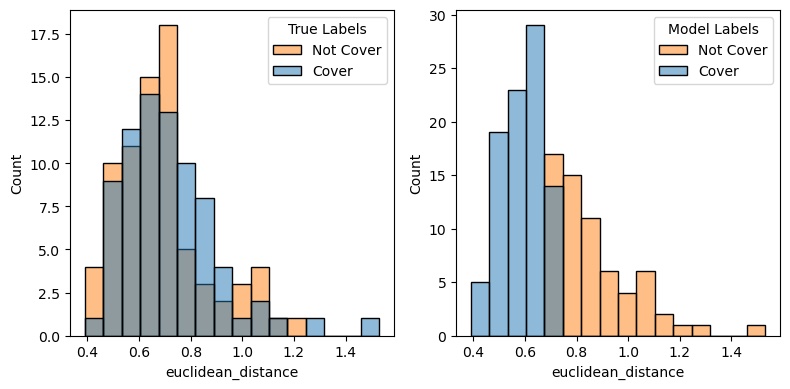 True Labels
Not Cover
Cover
17.5
15.0
12.5
10.0
7.5
5.0
2.5
0.0
Count
0.4 0.6 0.8 1.0 1.2 1.4
euclidean_distance
Model Labels
Not Cover
Cover
30
25
20
15
10
5
0
Count
0.4 0.6 0.8 1.0 1.2 1.4
euclidean_distance